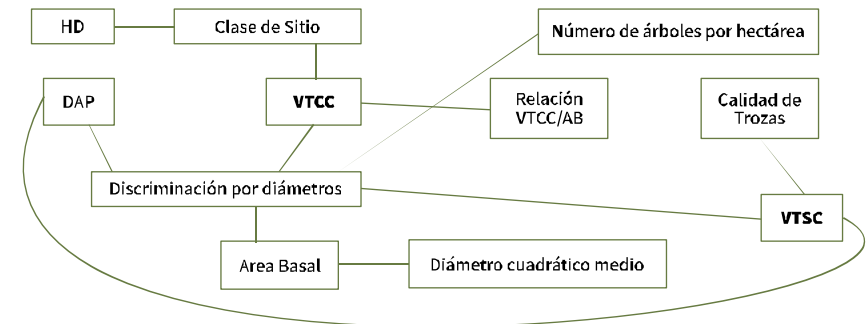 HD
Clase de Sitio
Número de árboles por hectárea
DAP
VTCC
Relación
VTCC/AB
Calidad de
Trozas
Discriminación por diámetros
VTSC
Area Basal
Diámetro cuadrático medio